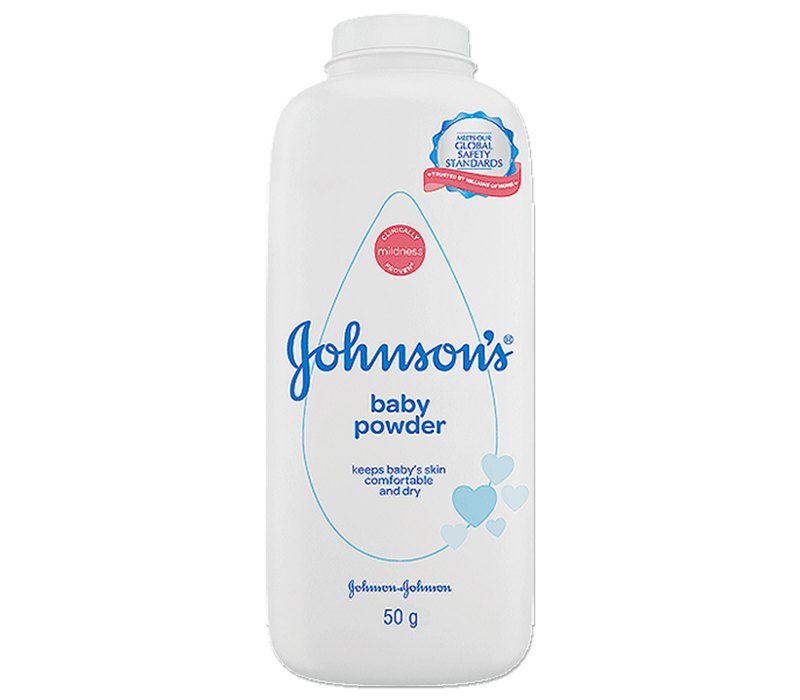 MEETS OUR
GLOBAL
SAFETY
STANDARDS
TRUSTED BY MILLIONS OF MOMS
CLINICALLY
mildness
PROVEN*
Johnson's®
baby
powder
keeps baby's skin
comfortable
and dry
Johnson & Johnson
50 g